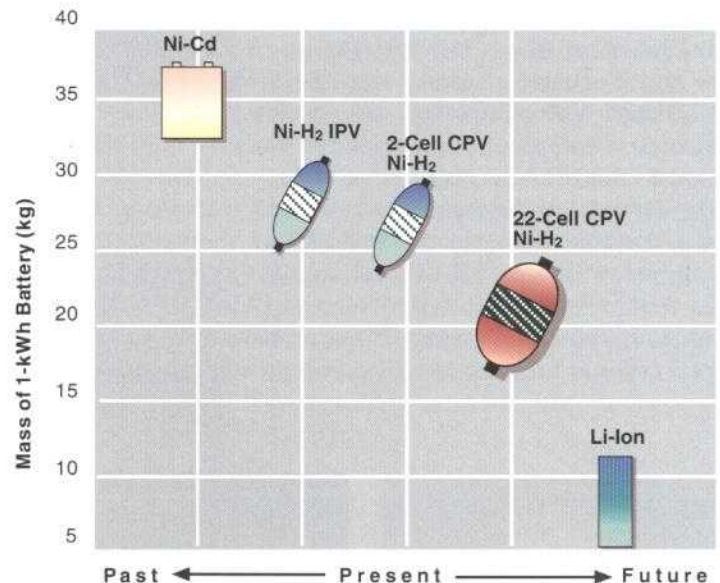 40
35
30
25
20
15
10
5
Mass of 1-kWh Battery (kg)
Ni-Cd
Ni-H₂ IPV
2-Cell CPV
Ni-H₂
22-Cell CPV
Ni-H₂
Li-Ion
Past Present Future